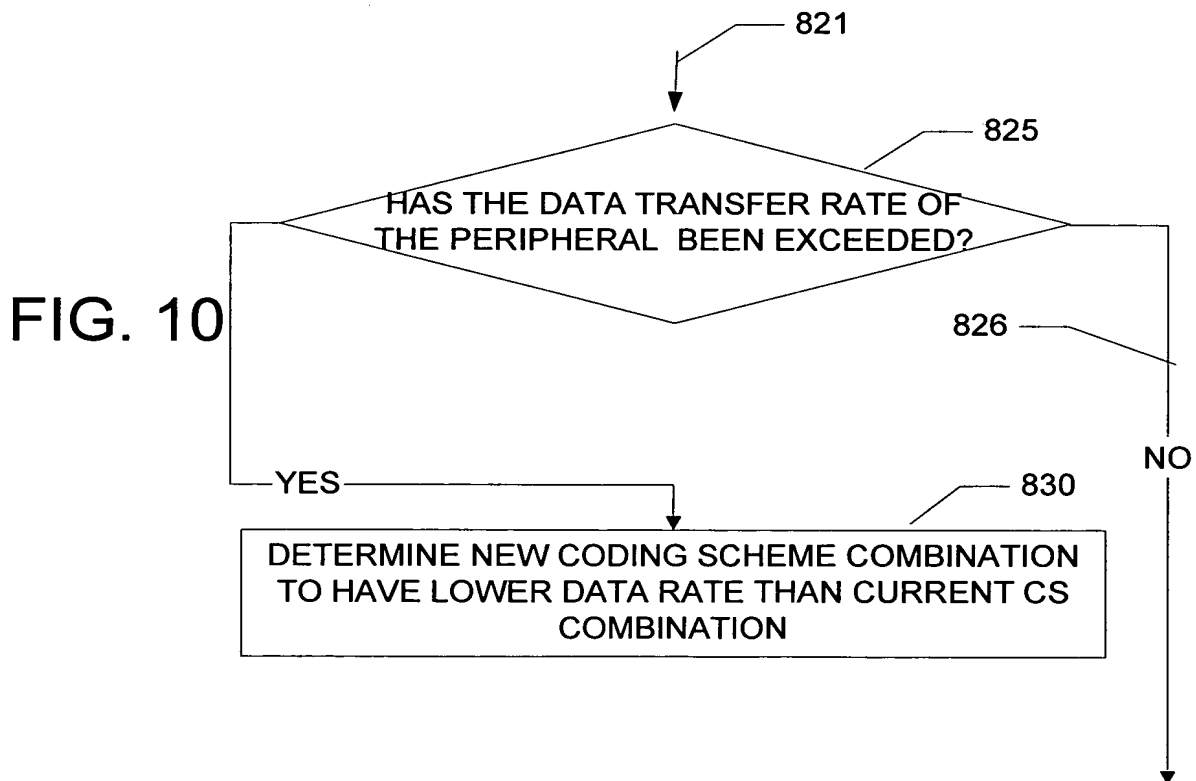 821
825
HAS THE DATA TRANSFER RATE OF
THE PERIPHERAL BEEN EXCEEDED?
FIG. 10
826
NO
YES
830
DETERMINE NEW CODING SCHEME COMBINATION
TO HAVE LOWER DATA RATE THAN CURRENT CS
COMBINATION